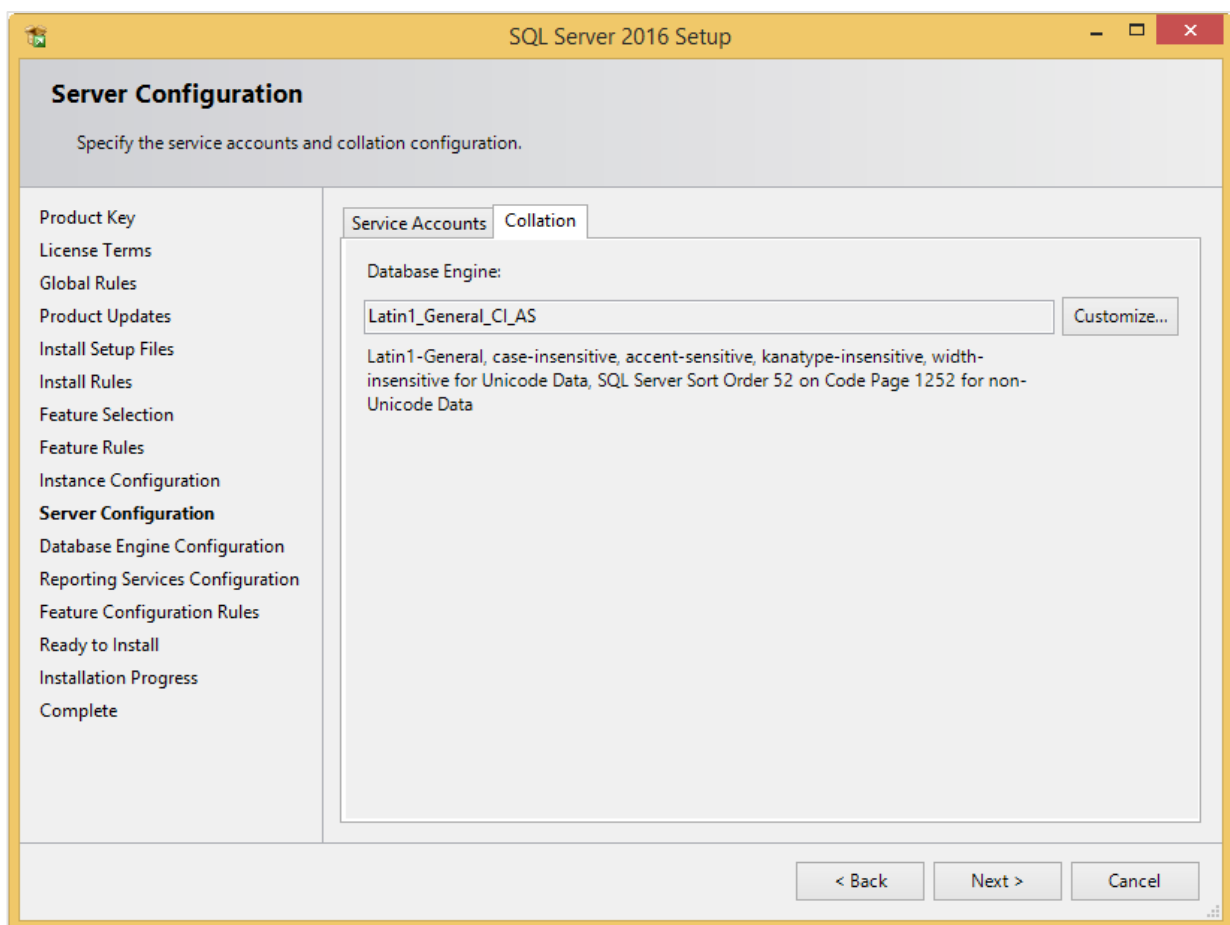 SQL Server 2016 Setup
Server Configuration
Specify the service accounts and collation configuration.
Product Key
License Terms
Global Rules
Product Updates
Install Setup Files
Install Rules
Feature Selection
Feature Rules
Instance Configuration
Server Configuration
Database Engine Configuration
Reporting Services Configuration
Feature Configuration Rules
Ready to Install
Installation Progress
Complete
Service Accounts
Collation
Database Engine:
Latin1_General_CI_AS
Customize...
Latin1-General, case-insensitive, accent-sensitive, kanatype-insensitive, width-
insensitive for Unicode Data, SQL Server Sort Order 52 on Code Page 1252 for non-
Unicode Data
< Back
Next >
Cancel